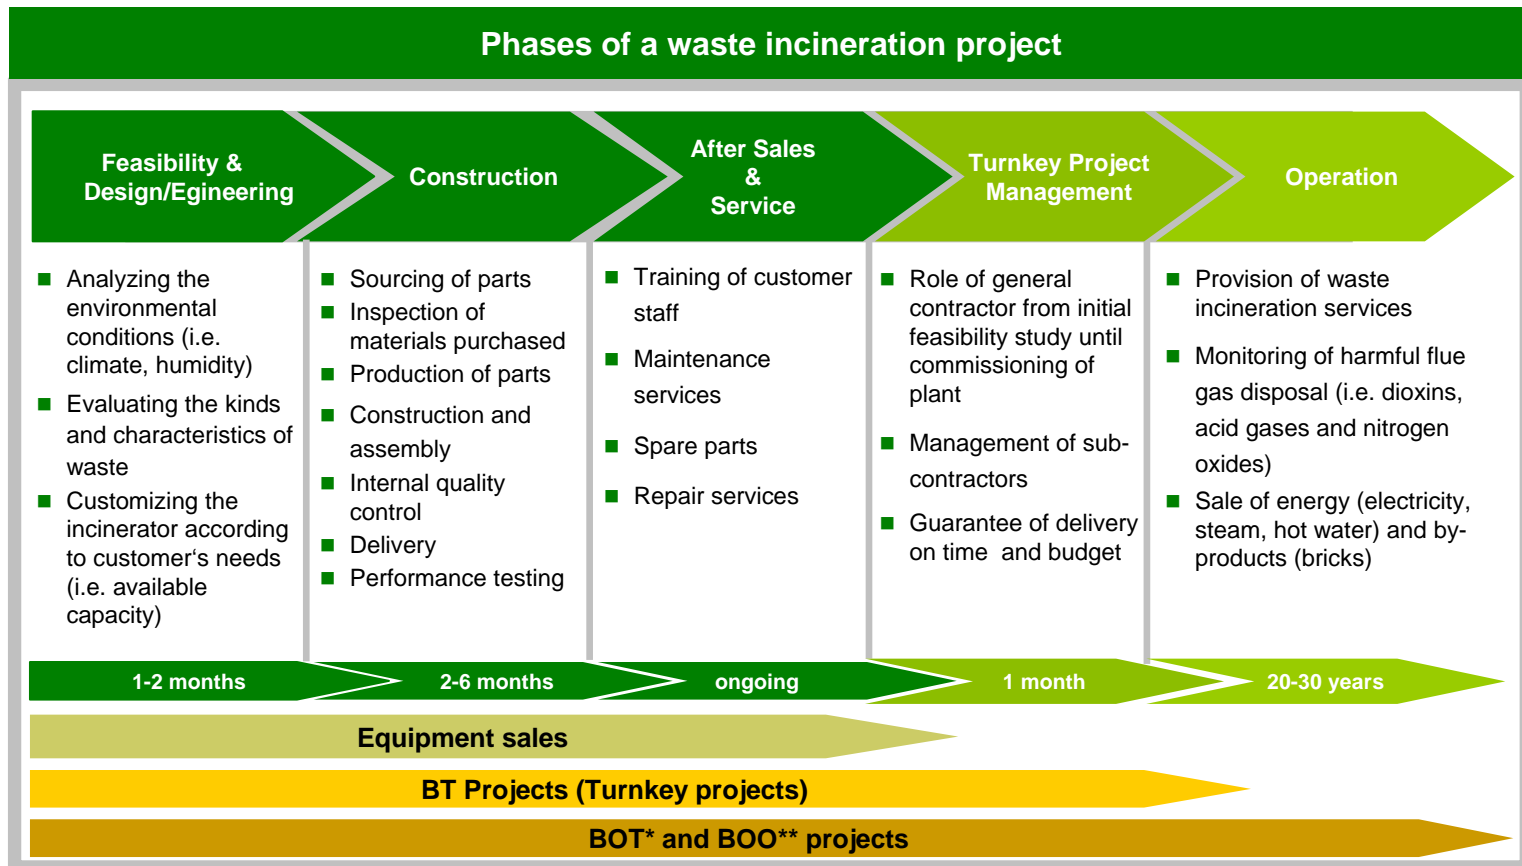 Phases of a waste incineration project
Feasibility &
Design/Egineering
Construction
After Sales
&
Service
Turnkey Project
Management
Operation
Analyzing the
environmental
conditions (i.e.
climate, humidity)
Evaluating the kinds
and characteristics of
waste
Customizing the
incinerator according
to customer‘s needs
(i.e. available
capacity)
Sourcing of parts
Inspection of
materials purchased
Production of parts
Construction and
assembly
Internal quality
control
Delivery
Performance testing
Training of customer
staff
Maintenance
services
Spare parts
Repair services
Role of general
contractor from initial
feasibility study until
commissioning of
plant
Management of sub-
contractors
Guarantee of delivery
on time and budget
Provision of waste
incineration services
Monitoring of harmful flue
gas disposal (i.e. dioxins,
acid gases and nitrogen
oxides)
Sale of energy (electricity,
steam, hot water) and by-
products (bricks)
1-2 months
2-6 months
ongoing
1 month
20-30 years
Equipment sales
BT Projects (Turnkey projects)
BOT* and BOO** projects